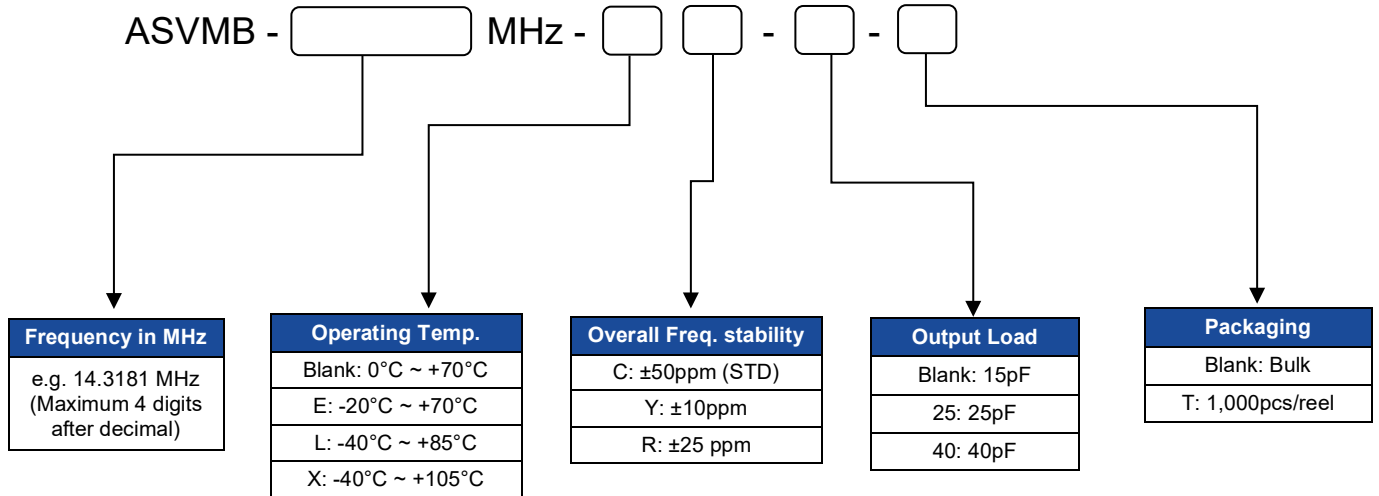 ASVMB - MHz - - -
Frequency in MHz
e.g. 14.3181 MHz
(Maximum 4 digits
after decimal)
Operating Temp.
Blank: 0°C ~ +70°C
E: -20°C ~ +70°C
L: -40°C ~ +85°C
X: -40°C ~ +105°C
Overall Freq. stability
C: ±50ppm (STD)
Y: ±10ppm
R: ±25 ppm
Output Load
Blank: 15pF
25: 25pF
40: 40pF
Packaging
Blank: Bulk
T: 1,000pcs/reel